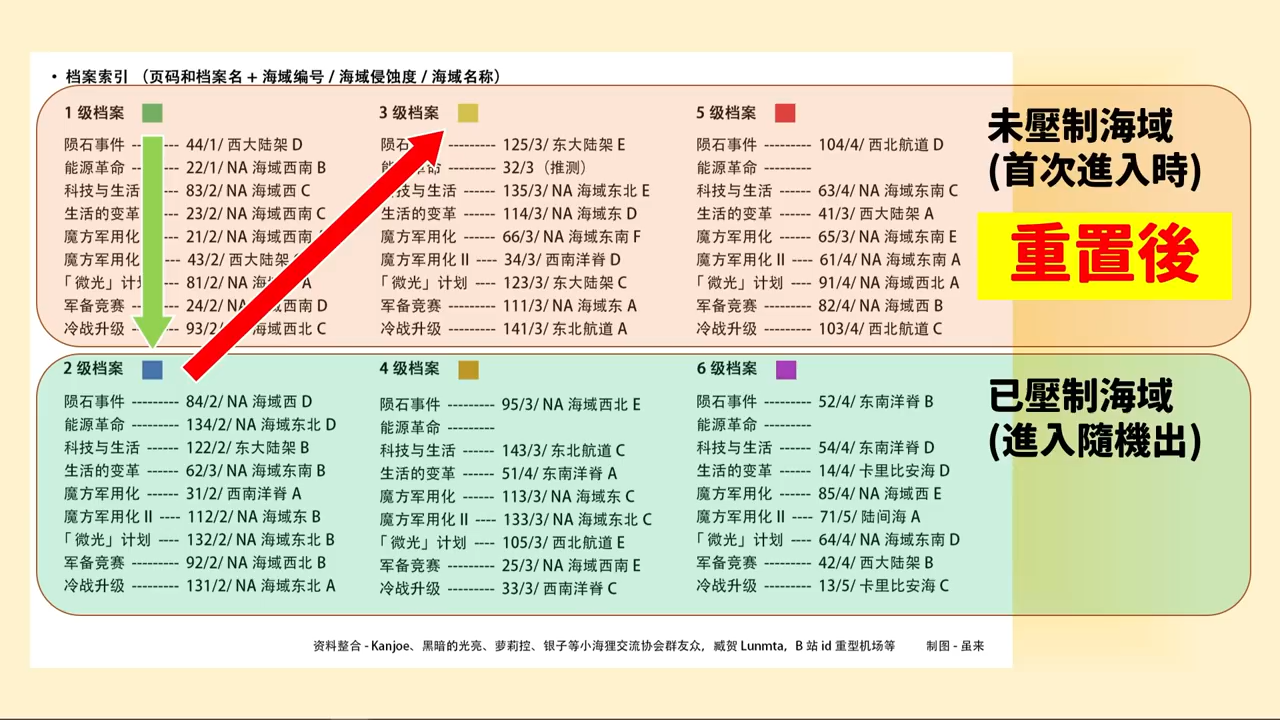 • 档案索引 （页码和档案名 + 海域编号 / 海域侵蚀度 / 海域名称）
1 级档案
陨石事件 44/1/ 西大陆架 D
能源革命 22/1/ NA 海域西南 B
科技与生活 83/2/ NA 海域西 C
生活的变革 23/2/ NA 海域西南 C
魔方军用化 21/2/ NA 海域西南
魔方军用化 43/2/ 西大陆架
「微光」计划 81/2/ NA
军备竞赛 24/2/ NA 海域西南 D
冷战升级 93/2/ NA 海域西北 C
3 级档案
陨石 --------- 125/3/ 东大陆架 E
革命 --------- 32/3（推测）
科技与生活 ------ 135/3/ NA 海域东北 E
生活的变革 ------ 114/3/ NA 海域东 D
魔方军用化 ------ 66/3/ NA 海域东南 F
魔方军用化 II ---- 34/3/ 西南洋脊 D
「微光」计划 ---- 123/3/ 东大陆架 C
军备竞赛 --------- 111/3/ NA 海域东 A
冷战升级 --------- 141/3/ 东北航道 A
5 级档案
陨石事件 --------- 104/4/ 西北航道 D
能源革命 ---------
科技与生活 ------ 63/4/ NA 海域东南 C
生活的变革 ------ 41/3/ 西大陆架 A
魔方军用化 ------ 65/3/ NA 海域东南 E
魔方军用化 II ---- 61/4/ NA 海域东南 A
「微光」计划 ---- 91/4/ NA 海域西北 A
军备竞赛 --------- 82/4/ NA 海域西 B
冷战升级 --------- 103/4/ 西北航道 C
未壓制海域
(首次進入時)
重置後
2 级档案
陨石事件 --------- 84/2/ NA 海域西 D
能源革命 --------- 134/2/ NA 海域东北 D
科技与生活 ------ 122/2/ 东大陆架 B
生活的变革 ------ 62/3/ NA 海域东南 B
魔方军用化 ------ 31/2/ 西南洋脊 A
魔方军用化 II ---- 112/2/ NA 海域东 B
「微光」计划 ---- 132/2/ NA 海域东北 B
军备竞赛 --------- 92/2/ NA 海域西北 B
冷战升级 --------- 131/2/ NA 海域东北 A
4 级档案
陨石事件 --------- 95/3/ NA 海域西北 E
能源革命 ---------
科技与生活 ------ 143/3/ 东北航道 C
生活的变革 ------ 51/4/ 东南洋脊 A
魔方军用化 ------ 113/3/ NA 海域东 C
魔方军用化 II ---- 133/3/ NA 海域东北 C
「微光」计划 ---- 105/3/ 西北航道 E
军备竞赛 --------- 25/3/ NA 海域西南 E
冷战升级 --------- 33/3/ 西南洋脊 C
6 级档案
陨石事件 --------- 52/4/ 东南洋脊 B
能源革命 ---------
科技与生活 ------ 54/4/ 东南洋脊 D
生活的变革 ------ 14/4/ 卡里比安海 D
魔方军用化 ------ 85/4/ NA 海域西 E
魔方军用化 II ---- 71/5/ 陆间海 A
「微光」计划 ---- 64/4/ NA 海域东南 D
军备竞赛 --------- 42/4/ 西大陆架 B
冷战升级 --------- 13/5/ 卡里比安海 C
已壓制海域
(進入隨機出)
资料整合 - Kanjoe、黑暗的光亮、萝莉控、银子等小海狸交流协会群友众，臧贺 Lunmta，B 站 id 重型机场等 制图 - 虽来